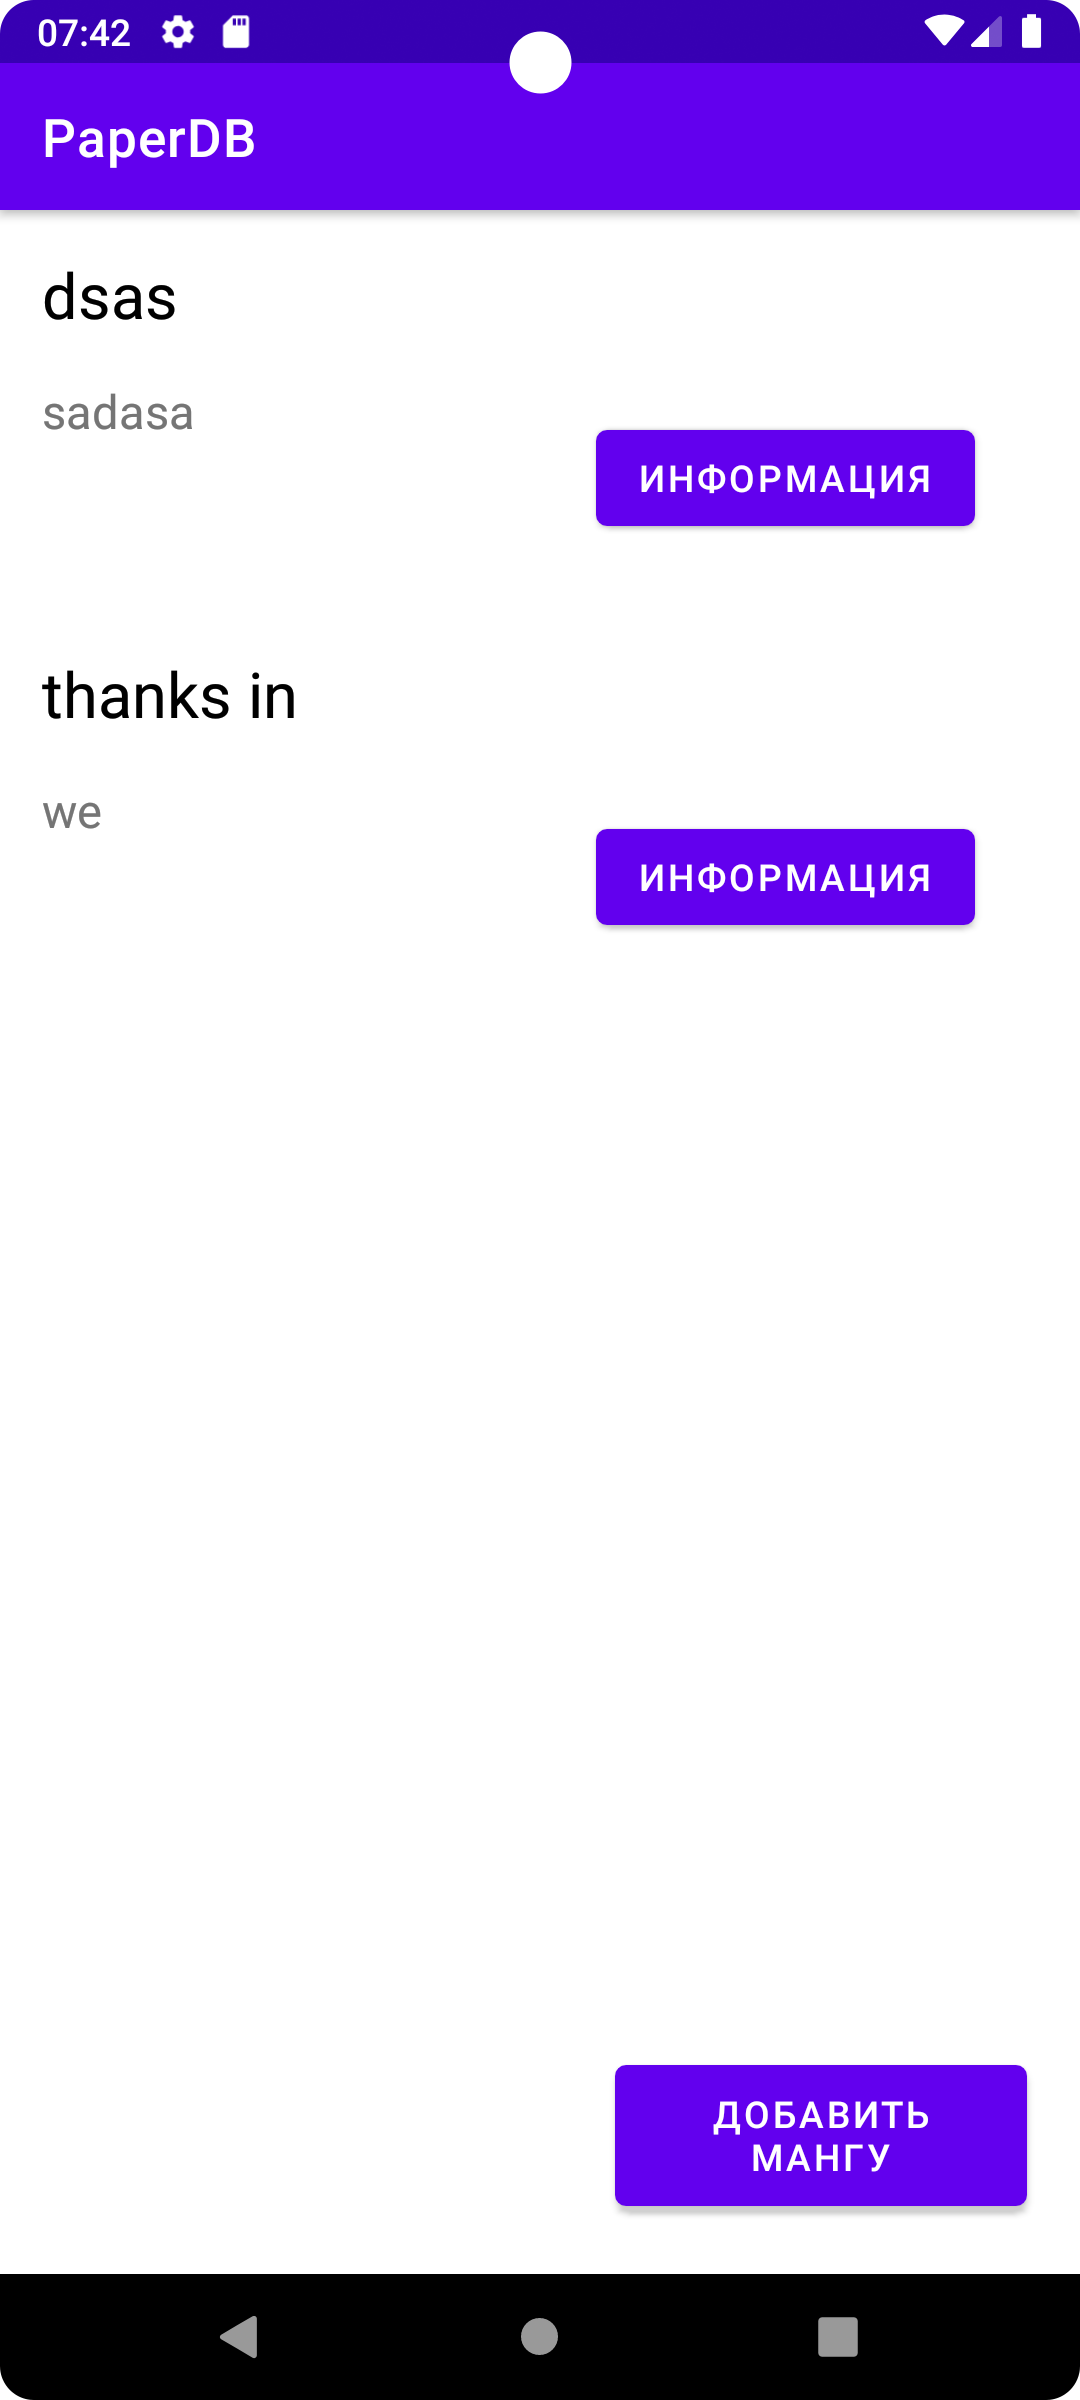 07:42
PaperDB
dsas
sadasa
ИНФОРМАЦИЯ
thanks in
we
ИНФОРМАЦИЯ
ДОБАВИТЬ
МАНГУ